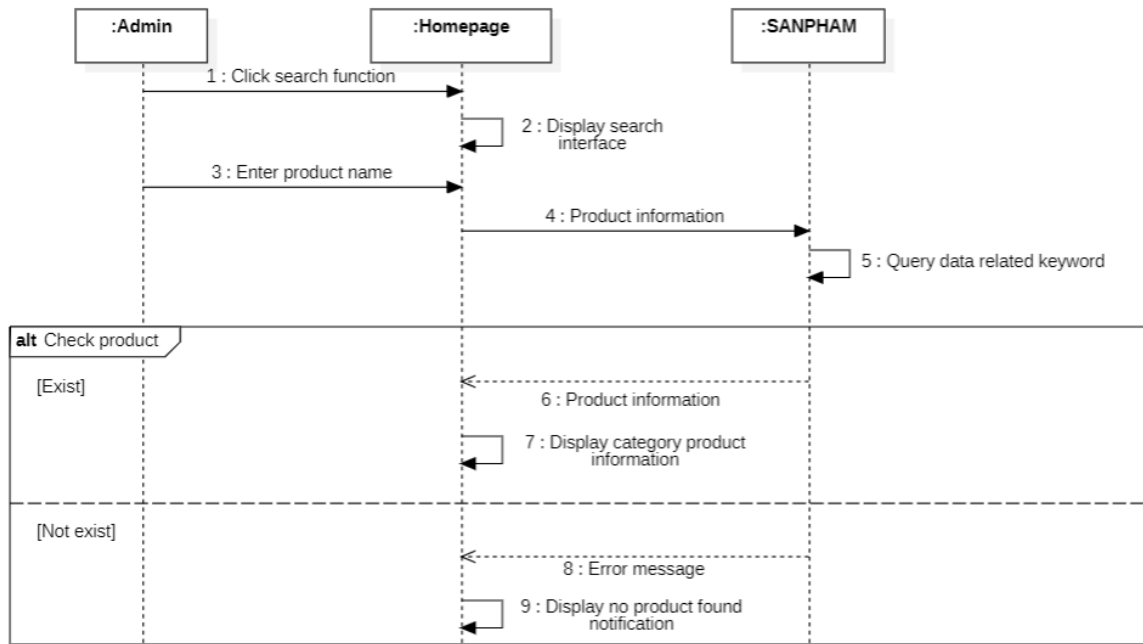 :Admin
:Homepage
:SANPHAM
1 : Click search function
2 : Display search
interface
3 : Enter product name
4 : Product information
5 : Query data related keyword
alt Check product
[Exist]
6 : Product information
7 : Display category product
information
[Not exist]
8 : Error message
9 : Display no product found
notification